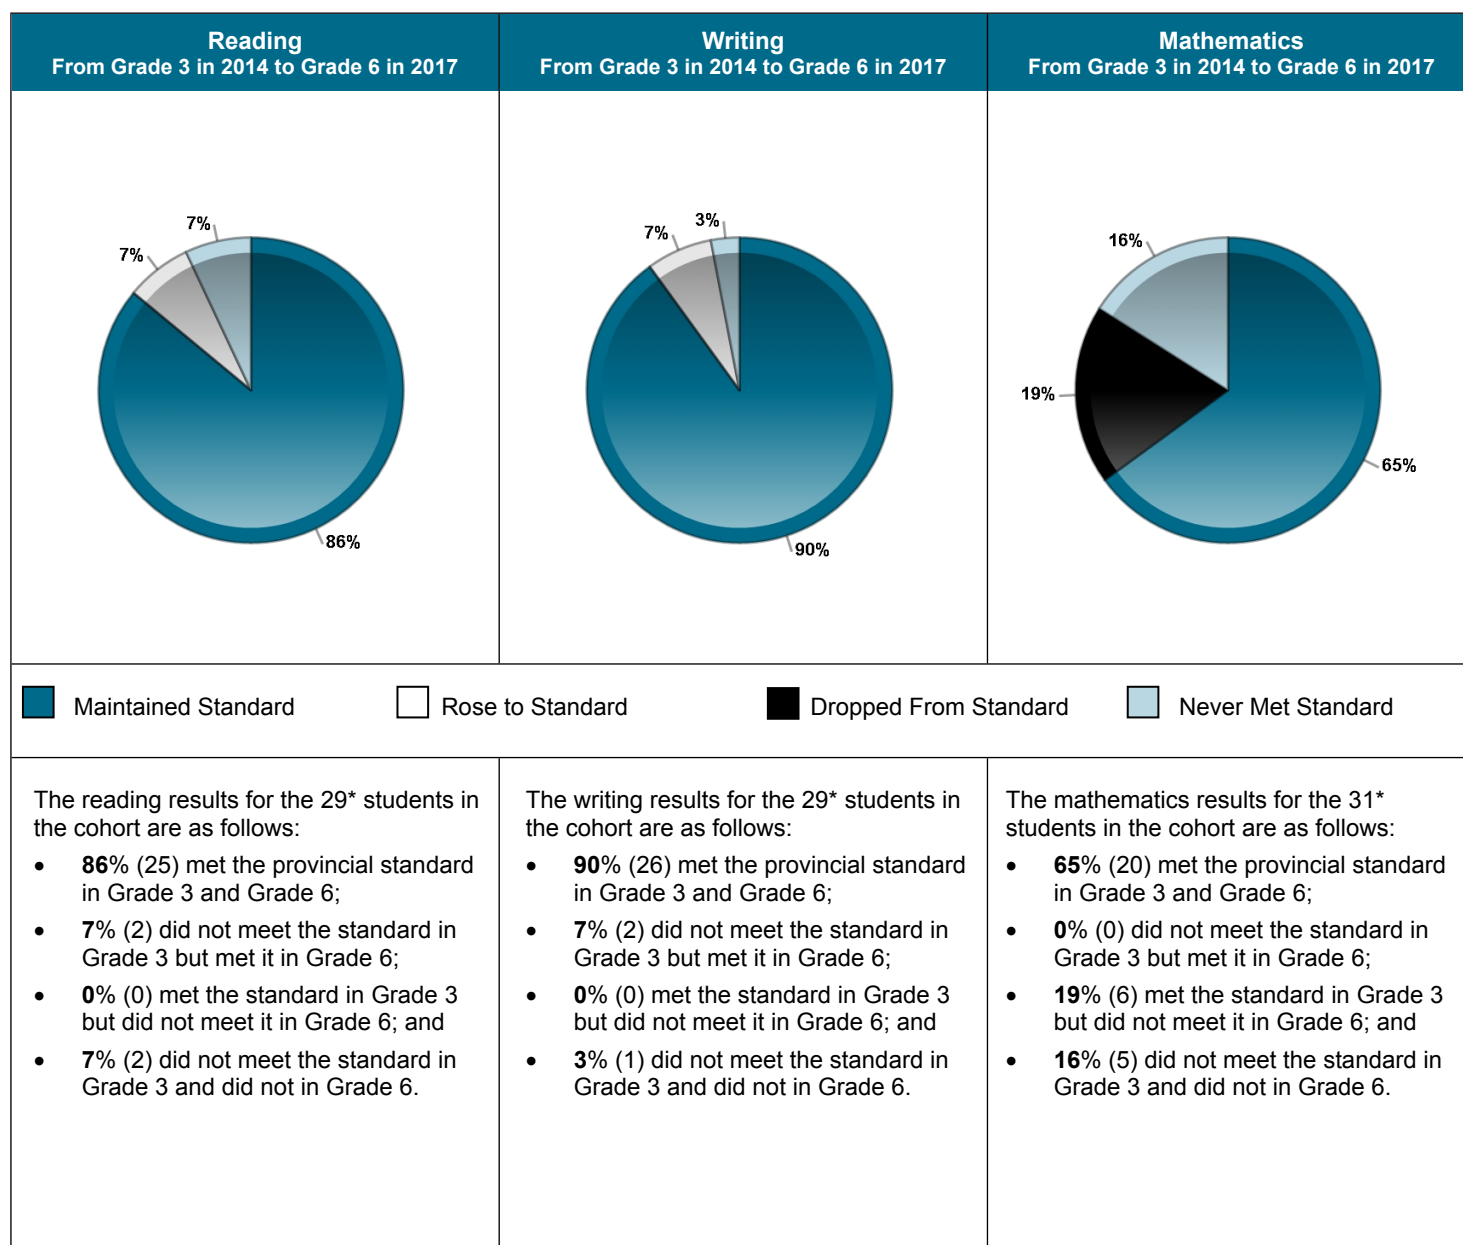 Reading
From Grade 3 in 2014 to Grade 6 in 2017
Writing
From Grade 3 in 2014 to Grade 6 in 2017
Mathematics
From Grade 3 in 2014 to Grade 6 in 2017
7%
7%
86%
7%
3%
90%
16%
19%
65%
Maintained Standard
Rose to Standard
Dropped From Standard
Never Met Standard
The reading results for the 29* students in
the cohort are as follows:
• 86% (25) met the provincial standard
in Grade 3 and Grade 6;
• 7% (2) did not meet the standard in
Grade 3 but met it in Grade 6;
• 0% (0) met the standard in Grade 3
but did not meet it in Grade 6; and
• 7% (2) did not meet the standard in
Grade 3 and did not in Grade 6.
The writing results for the 29* students in
the cohort are as follows:
• 90% (26) met the provincial standard
in Grade 3 and Grade 6;
• 7% (2) did not meet the standard in
Grade 3 but met it in Grade 6;
• 0% (0) met the standard in Grade 3
but did not meet it in Grade 6; and
• 3% (1) did not meet the standard in
Grade 3 and did not in Grade 6.
The mathematics results for the 31*
students in the cohort are as follows:
• 65% (20) met the provincial standard
in Grade 3 and Grade 6;
• 0% (0) did not meet the standard in
Grade 3 but met it in Grade 6;
• 19% (6) met the standard in Grade 3
but did not meet it in Grade 6; and
• 16% (5) did not meet the standard in
Grade 3 and did not in Grade 6.